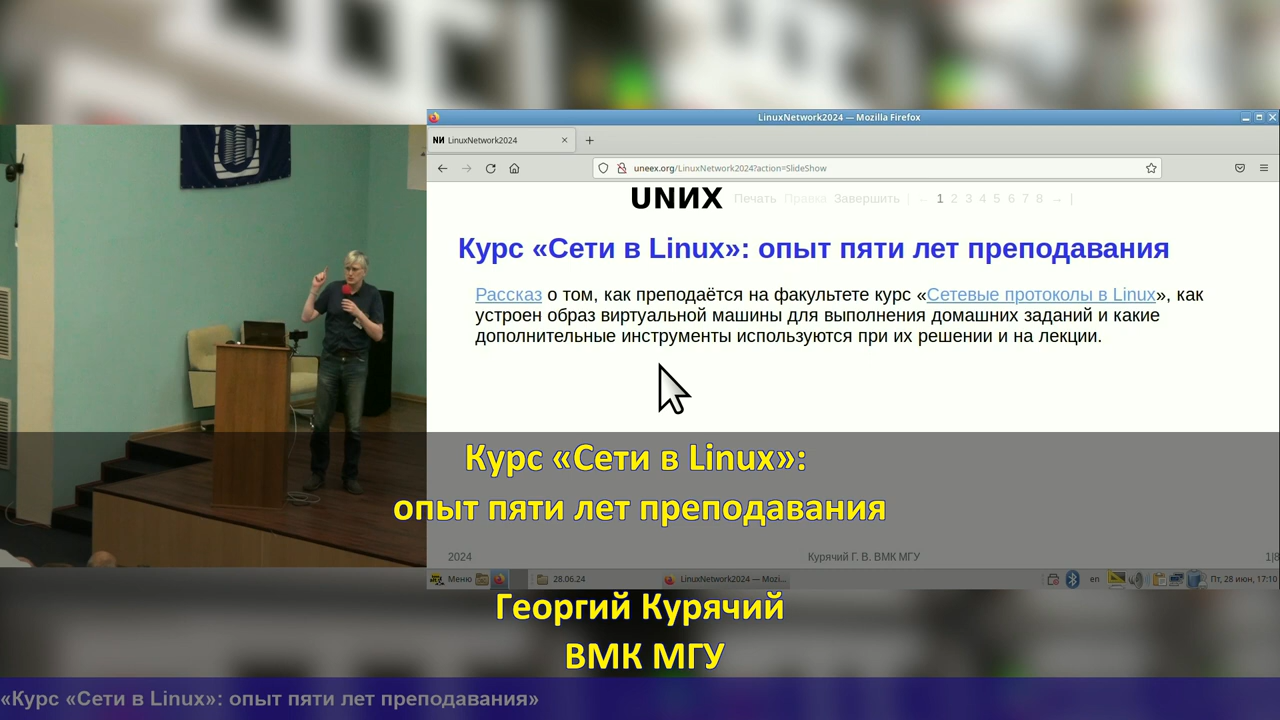 LinuxNetwork2024 — Mozilla Firefox
NИ LinuxNetwork2024
uneex.org/LinuxNetwork2024?action=SlideShow
UNИX Печать Правка Завершить | ← 1 2 3 4 5 6 7 8 → |
Курс «Сети в Linux»: опыт пяти лет преподавания
Рассказ о том, как преподаётся на факультете курс «Сетевые протоколы в Linux», как
устроен образ виртуальной машины для выполнения домашних заданий и какие
дополнительные инструменты используются при их решении и на лекции.
Курс «Сети в Linux»:
опыт пяти лет преподавания
2024 Курячий Г. В. ВМК МГУ 1|8
Меню 28.06.24 LinuxNetwork2024 — Mozi... en Пт, 28 июн, 17:10
Георгий Курячий
ВМК МГУ
«Курс «Сети в Linux»: опыт пяти лет преподавания»